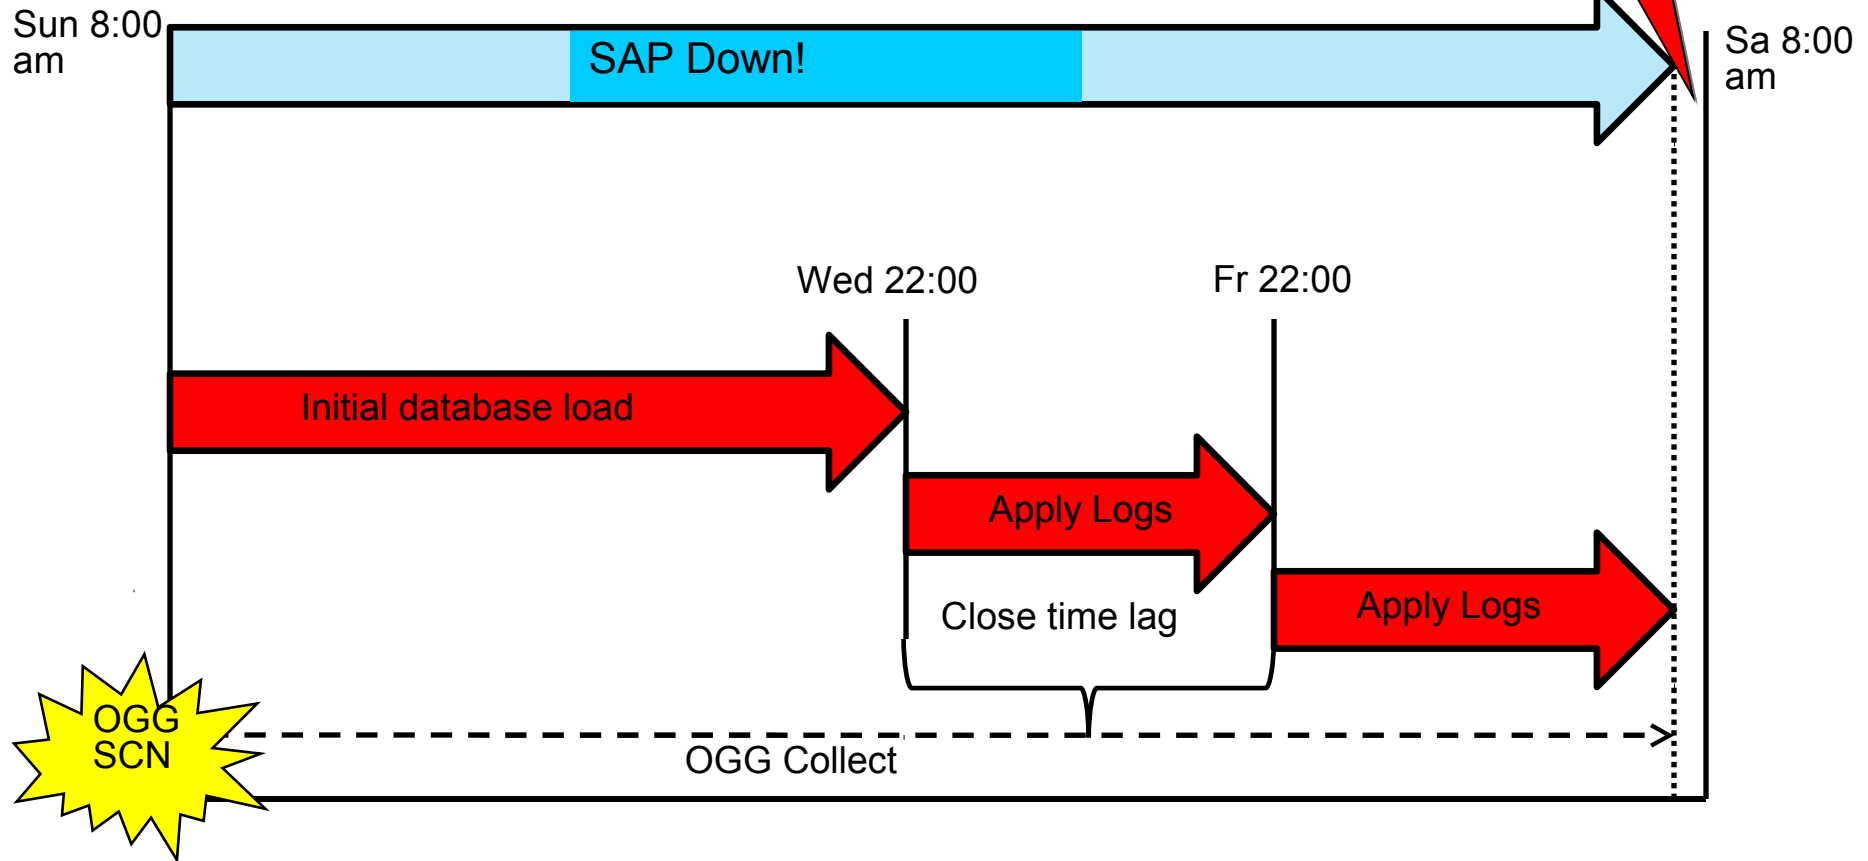 Sun 8:00
am
SAP Down!
Sa 8:00
am
Wed 22:00
Fr 22:00
Initial database load
Apply Logs
Close time lag
Apply Logs
OGG
SCN
OGG Collect